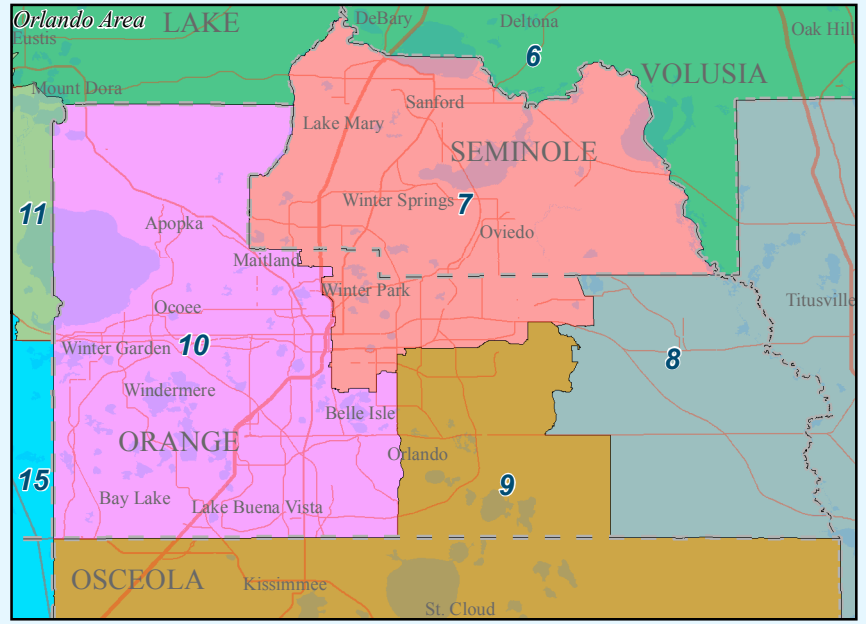 Orlando Area
LAKE
DeBary
Deltona
Oak Hill
Eustis
6
VOLUSIA
Mount Dora
Sanford
Lake Mary
SEMINOLE
Winter Springs
7
11
Apopka
Oviedo
Maitland
Winter Park
Titusville
Ocoee
Winter Garden
10
8
Windermere
Belle Isle
ORANGE
Orlando
15
9
Bay Lake
Lake Buena Vista
OSCEOLA
Kissimmee
St. Cloud